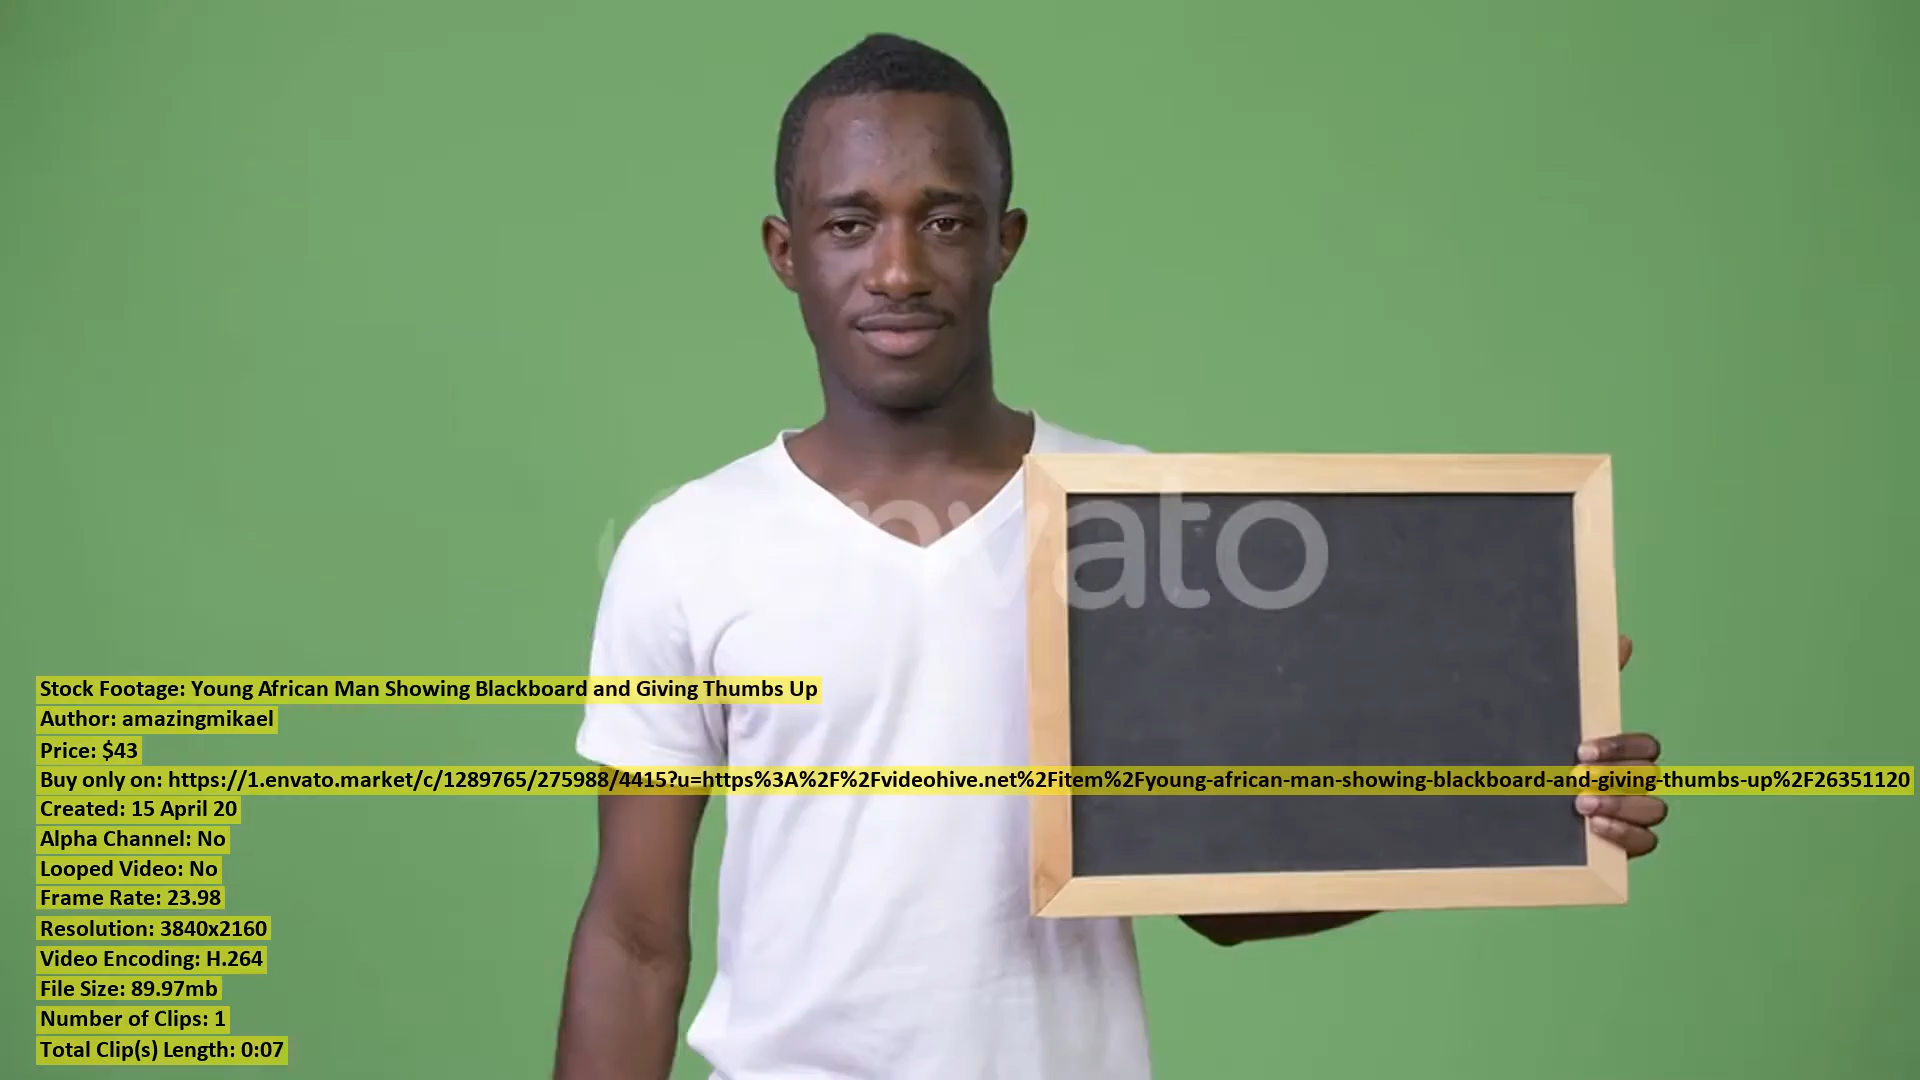 envato
Stock Footage: Young African Man Showing Blackboard and Giving Thumbs Up
Author: amazingmikael
Price: $43
Buy only on: https://1.envato.market/c/1289765/275988/4415?u=https%3A%2F%2Fvideohive.net%2Fitem%2Fyoung-african-man-showing-blackboard-and-giving-thumbs-up%2F26351120
Created: 15 April 20
Alpha Channel: No
Looped Video: No
Frame Rate: 23.98
Resolution: 3840x2160
Video Encoding: H.264
File Size: 89.97mb
Number of Clips: 1
Total Clip(s) Length: 0:07